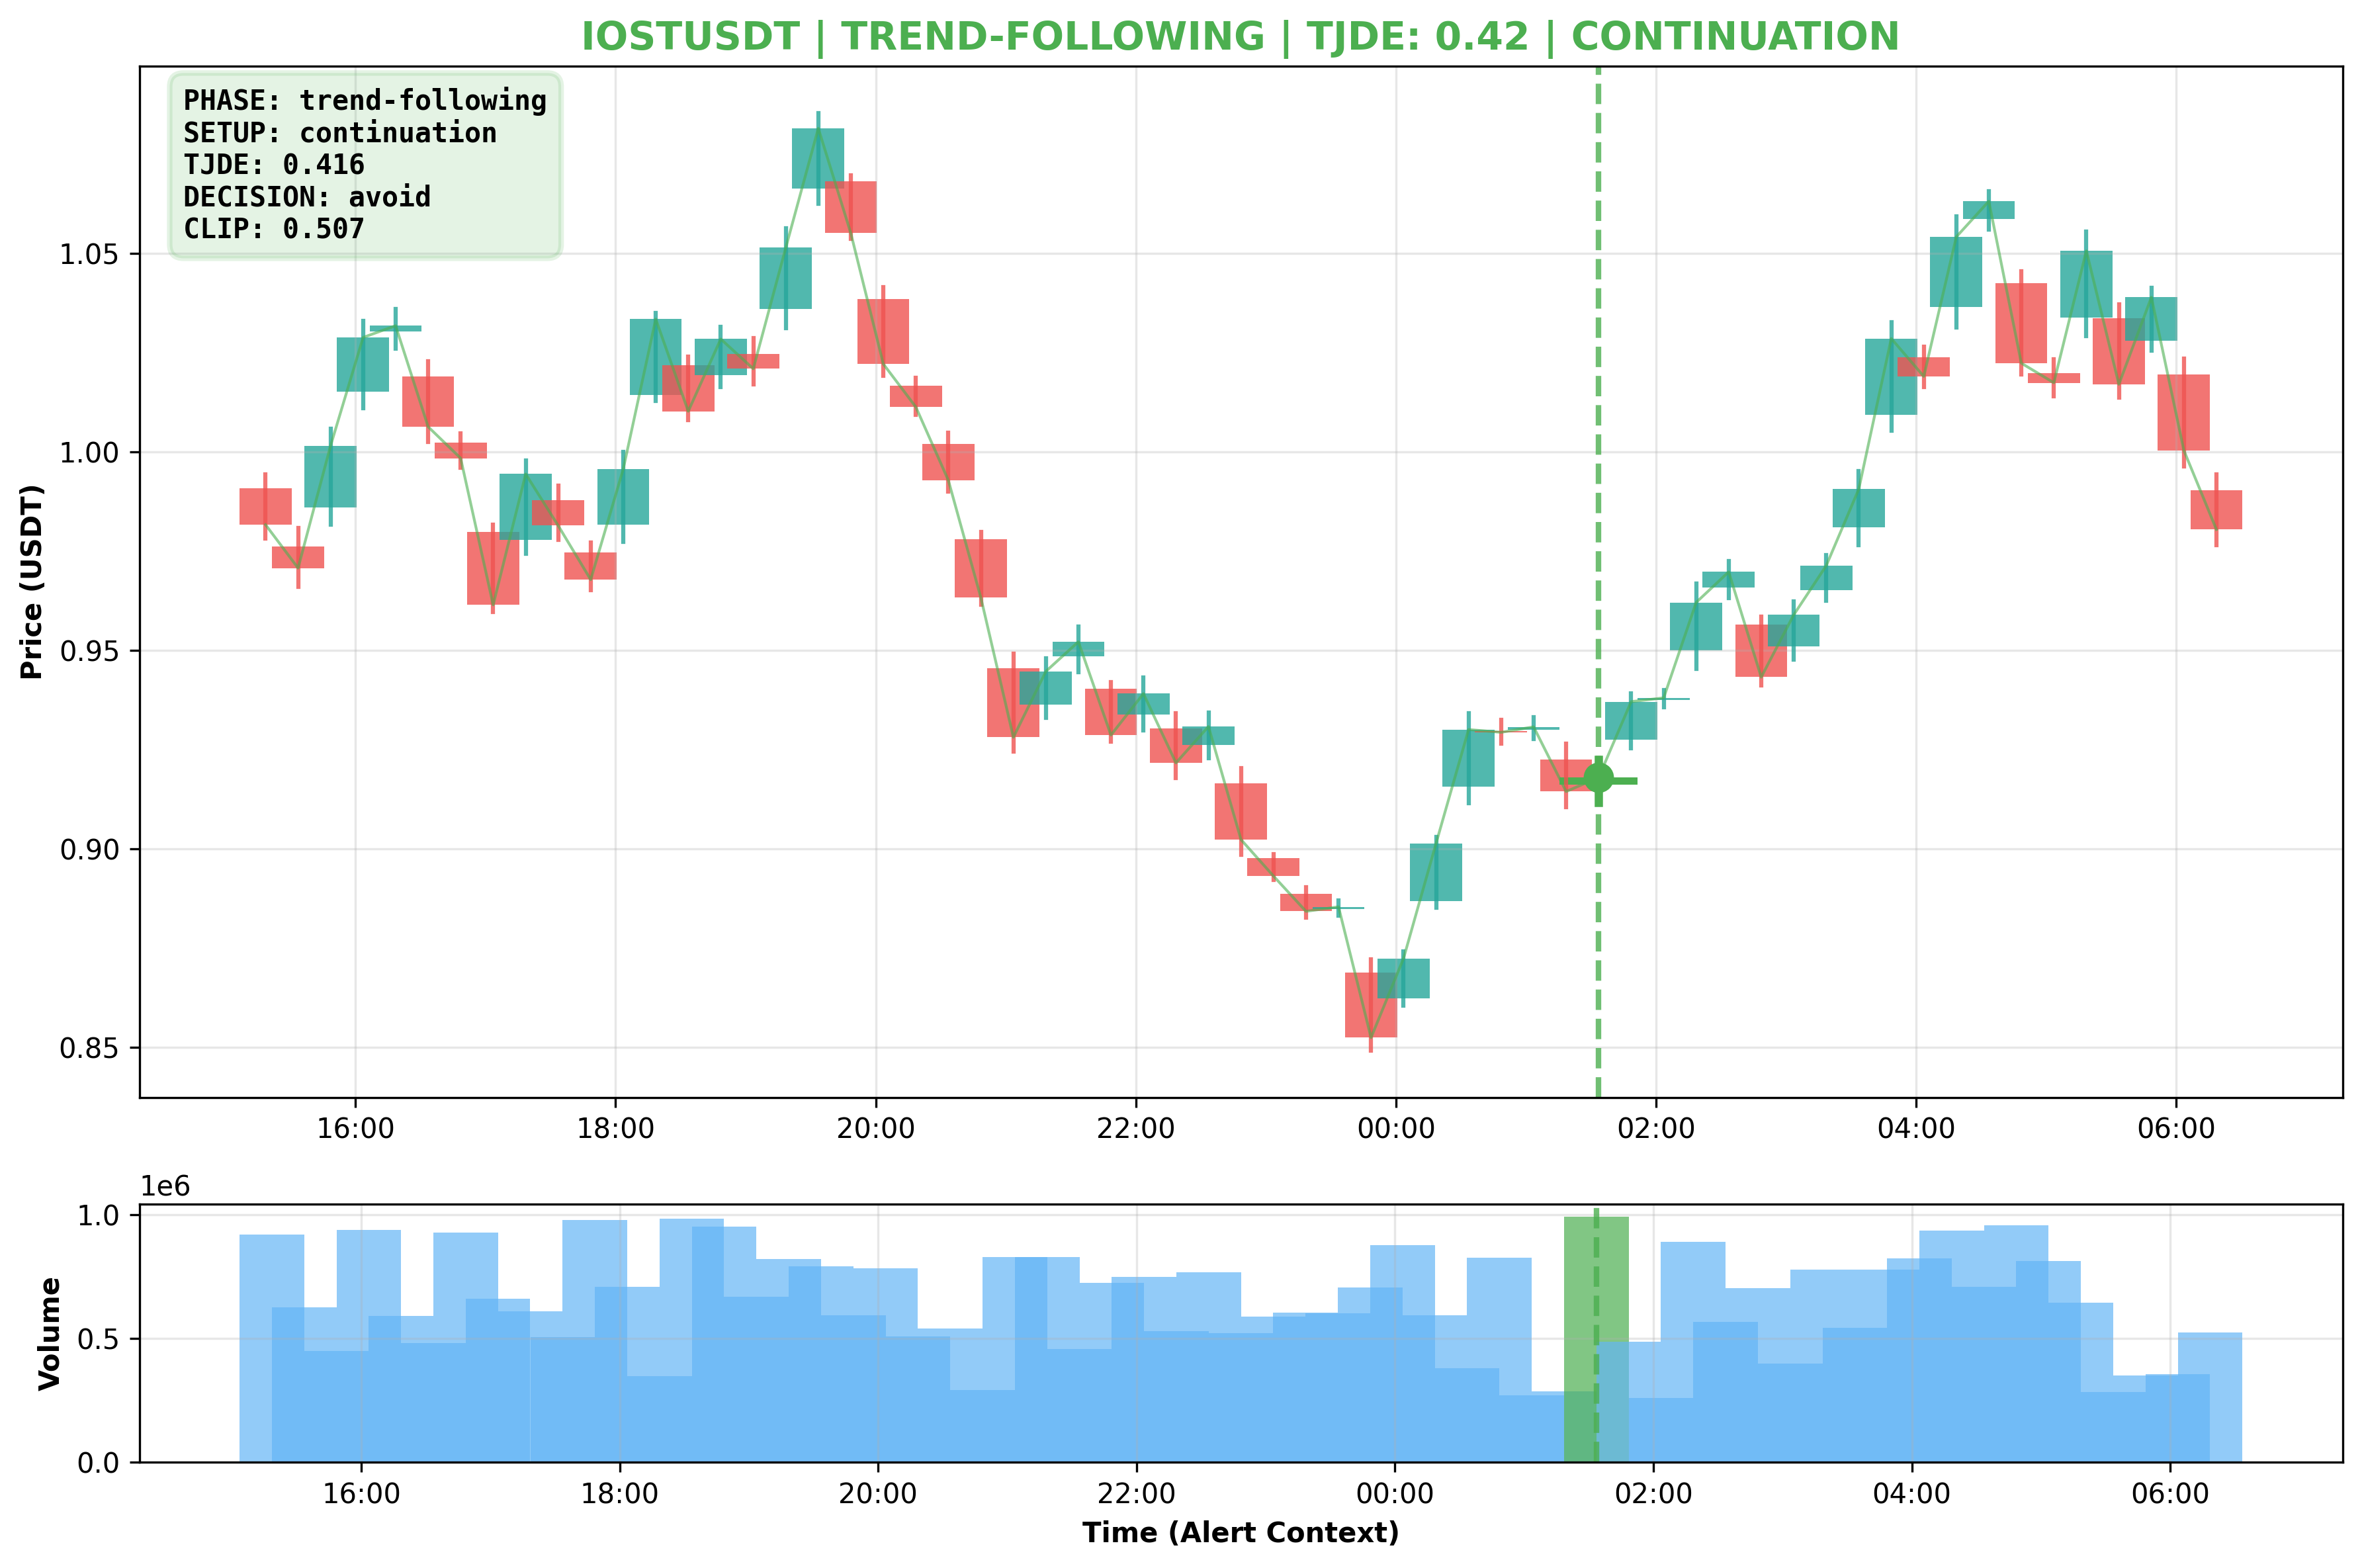 IOSTUSDT | TREND-FOLLOWING | TJDE: 0.42 | CONTINUATION
PHASE: trend-following
SETUP: continuation
TJDE: 0.416
DECISION: avoid
CLIP: 0.507
Price (USDT)
1.05
1.00
0.95
0.90
0.85
16:00 18:00 20:00 22:00 00:00 02:00 04:00 06:00
1e6
Volume
1.0
0.5
0.0
16:00 18:00 20:00 22:00 00:00 02:00 04:00 06:00
Time (Alert Context)